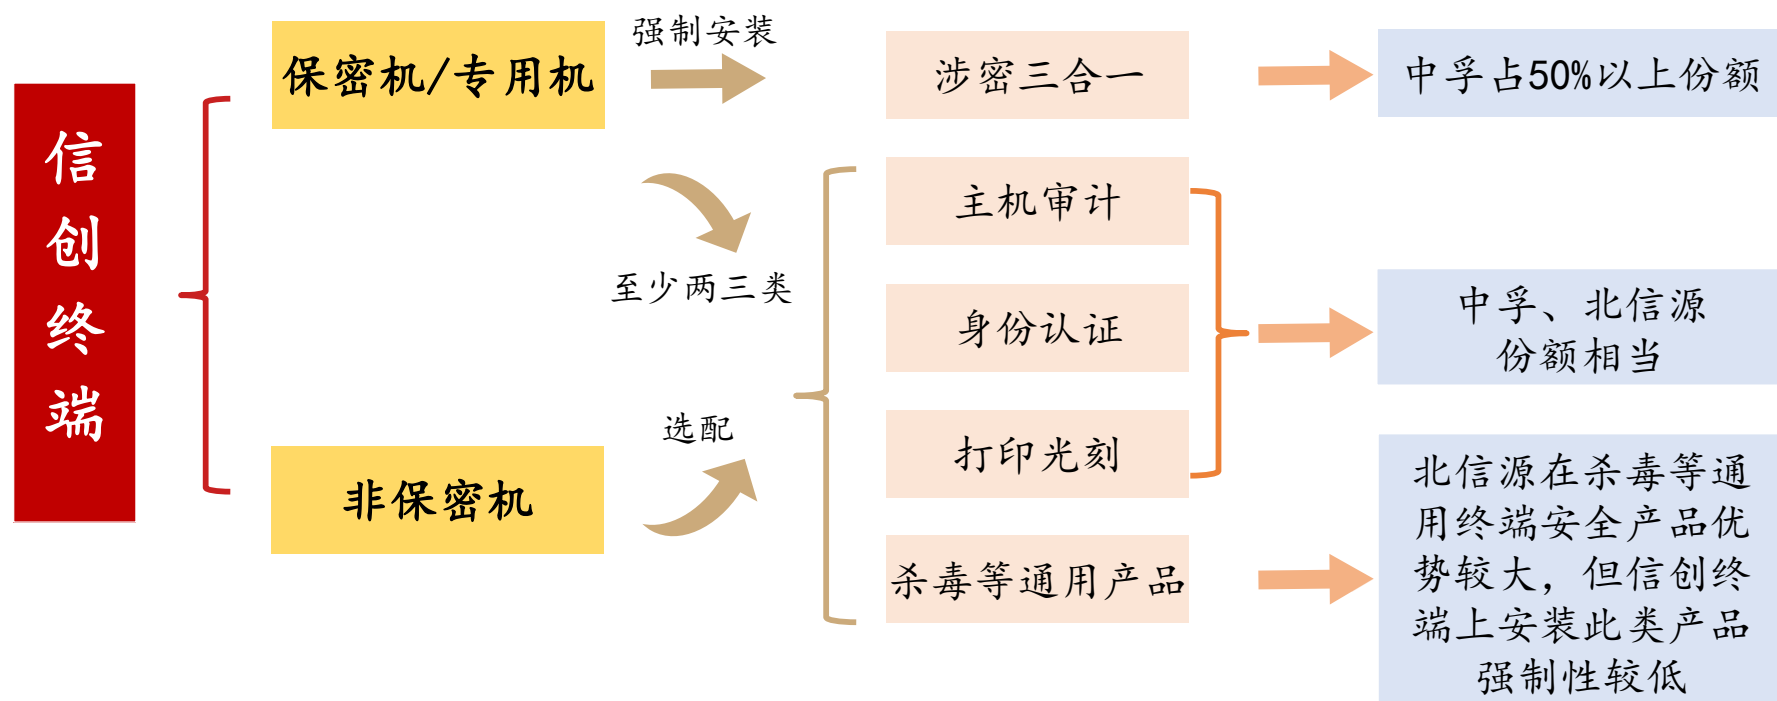 信创终端
保密机/专用机
强制安装
涉密三合一
中孚占50%以上份额
至少两三类
主机审计
身份认证
打印光刻
中孚、北信源
份额相当
非保密机
选配
杀毒等通用产品
北信源在杀毒等通
用终端安全产品优
势较大，但信创终
端上安装此类产品
强制性较低